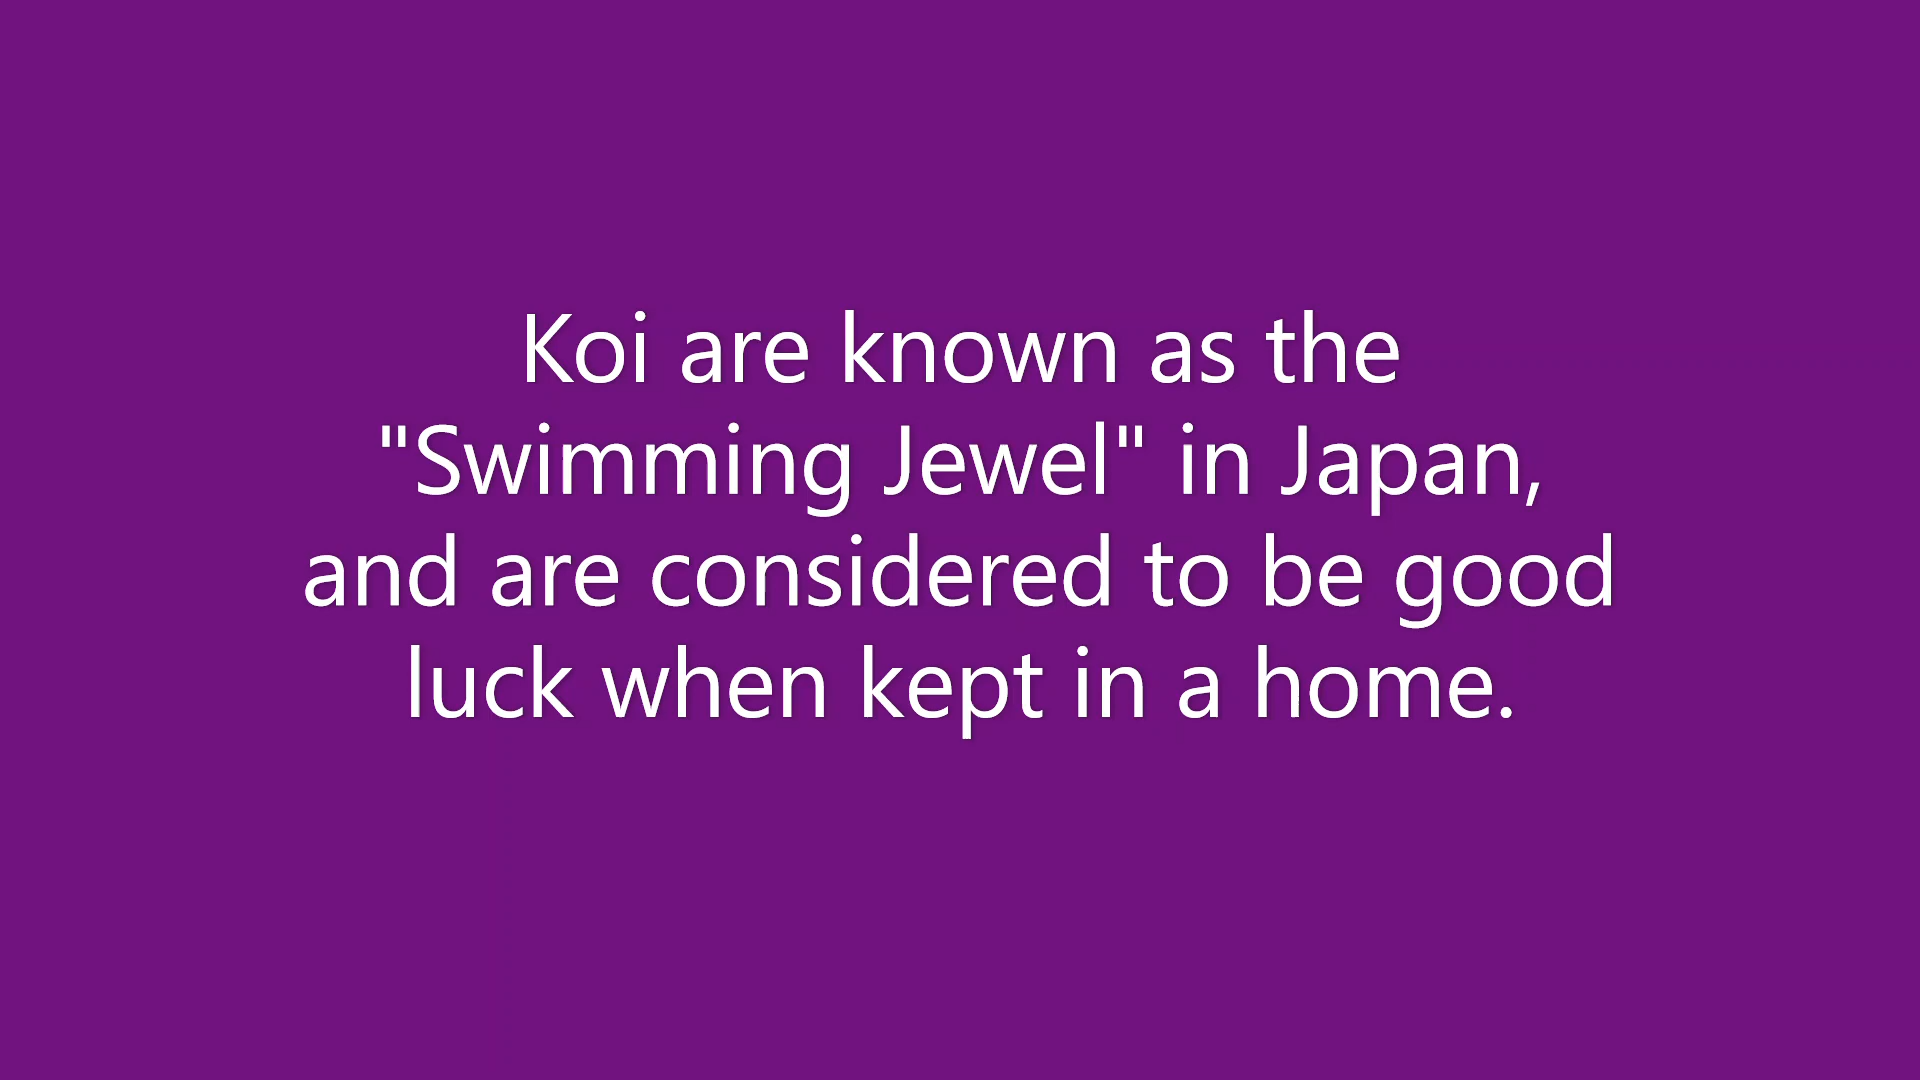 Koi are known as the
"Swimming Jewel" in Japan,
and are considered to be good
luck when kept in a home.